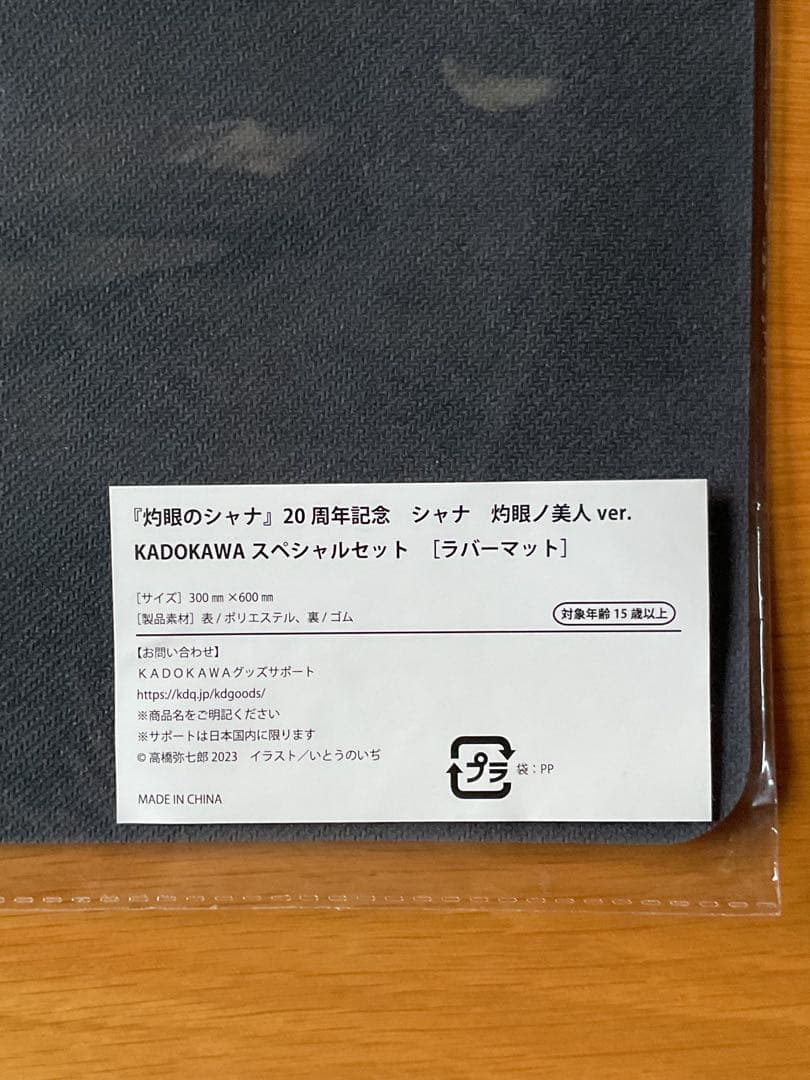 『灼眼のシャナ』20周年記念　シャナ　灼眼ノ美人 ver.
KADOKAWA スペシャルセット　［ラバーマット］
［サイズ］300㎜×600㎜
［製品素材］表/ポリエステル、裏/ゴム
対象年齢15歳以上
【お問い合わせ】
ＫＡＤＯＫＡＷＡグッズサポート
https://kdq.jp/kdgoods/
※商品名をご明記ください
※サポートは日本国内に限ります
© 高橋弥七郎 2023　イラスト／いとうのいぢ
プラ
袋：PP
MADE IN CHINA